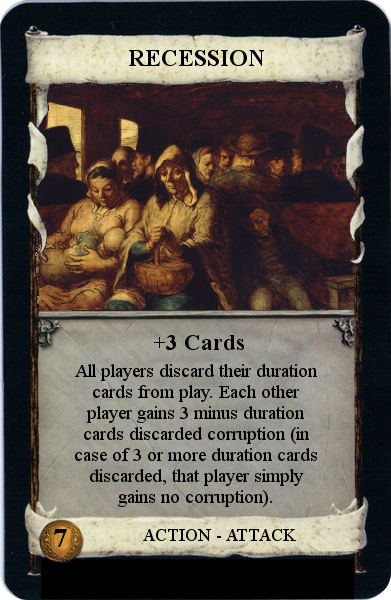 RECESSION
+3 Cards
All players discard their duration
cards from play. Each other
player gains 3 minus duration
cards discarded corruption (in
case of 3 or more duration cards
discarded, that player simply
gains no corruption).
7
ACTION - ATTACK